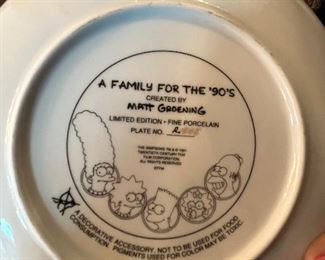 A FAMILY FOR THE '90'S
CREATED BY
MATT GROENING
LIMITED EDITION - FINE PORCELAIN
PLATE NO.
THE SIMPSONS TM & © 1991
TWENTIETH CENTURY FOX
FILM CORPORATION.
ALL RIGHTS RESERVED
A DECORATIVE ACCESSORY. NOT TO BE USED FOR FOOD
CONSUMPTION. PIGMENTS USED FOR COLOR MAY BE TOXIC.